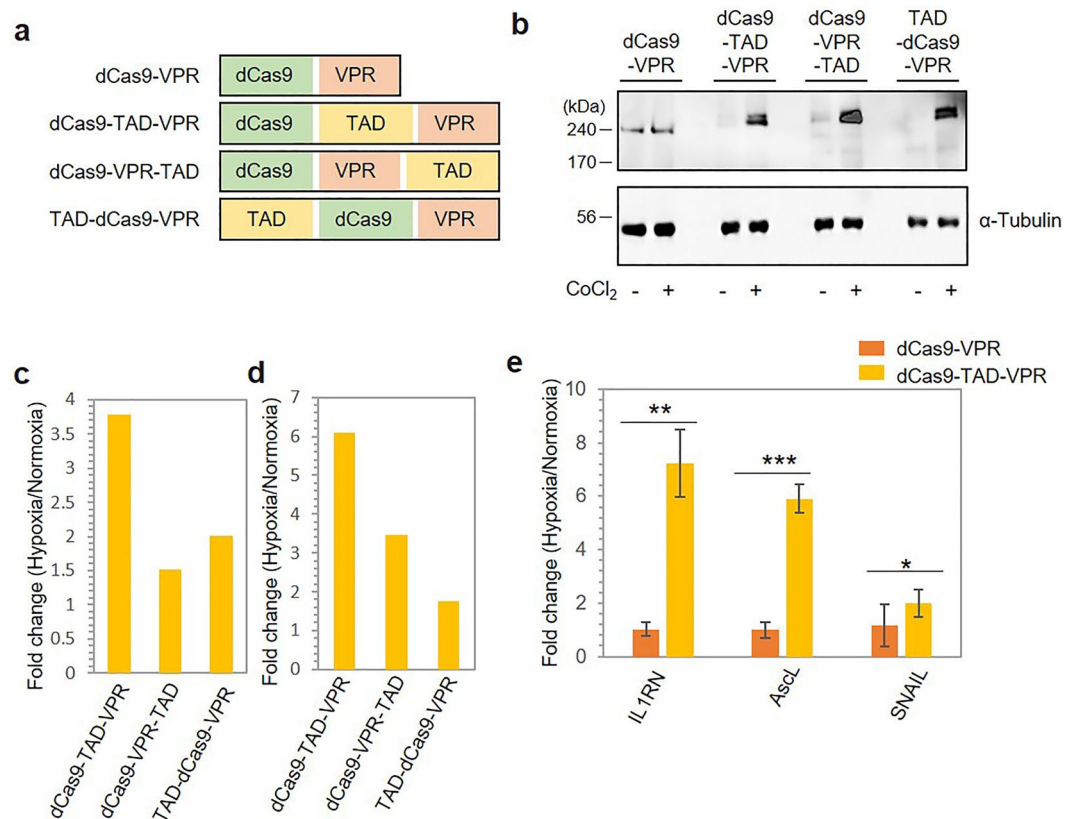 a
dCas9-VPR
dCas9 VPR
dCas9-TAD-VPR
dCas9 TAD VPR
dCas9-VPR-TAD
dCas9 VPR TAD
TAD-dCas9-VPR
TAD dCas9 VPR
b
dCas9
-VPR
dCas9
-TAD
-VPR
dCas9
-VPR
-TAD
TAD
-dCas9
-VPR
(kDa)
240
170
56
α-Tubulin
CoCl2 - + - + - + - +
c
Fold change (Hypoxia/Normoxia)
4
3.5
3
2.5
2
1.5
1
0.5
0
dCas9-TAD-VPR
dCas9-VPR-TAD
TAD-dCas9-VPR
d
Fold change (Hypoxia/Normoxia)
7
6
5
4
3
2
1
0
dCas9-TAD-VPR
dCas9-VPR-TAD
TAD-dCas9-VPR
e
dCas9-VPR
dCas9-TAD-VPR
Fold change (Hypoxia/Normoxia)
10
8
6
4
2
0
**
***
*
IL1RN
AscL
SNAIL